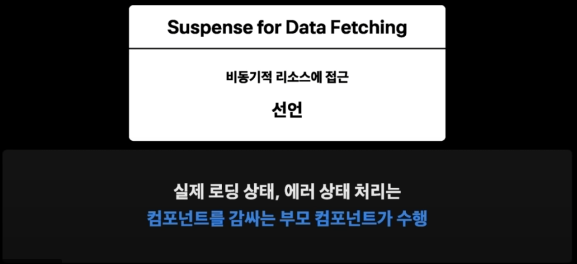 Suspense for Data Fetching
비동기적 리소스에 접근
선언
실제 로딩 상태, 에러 상태 처리는
컴포넌트를 감싸는 부모 컴포넌트가 수행